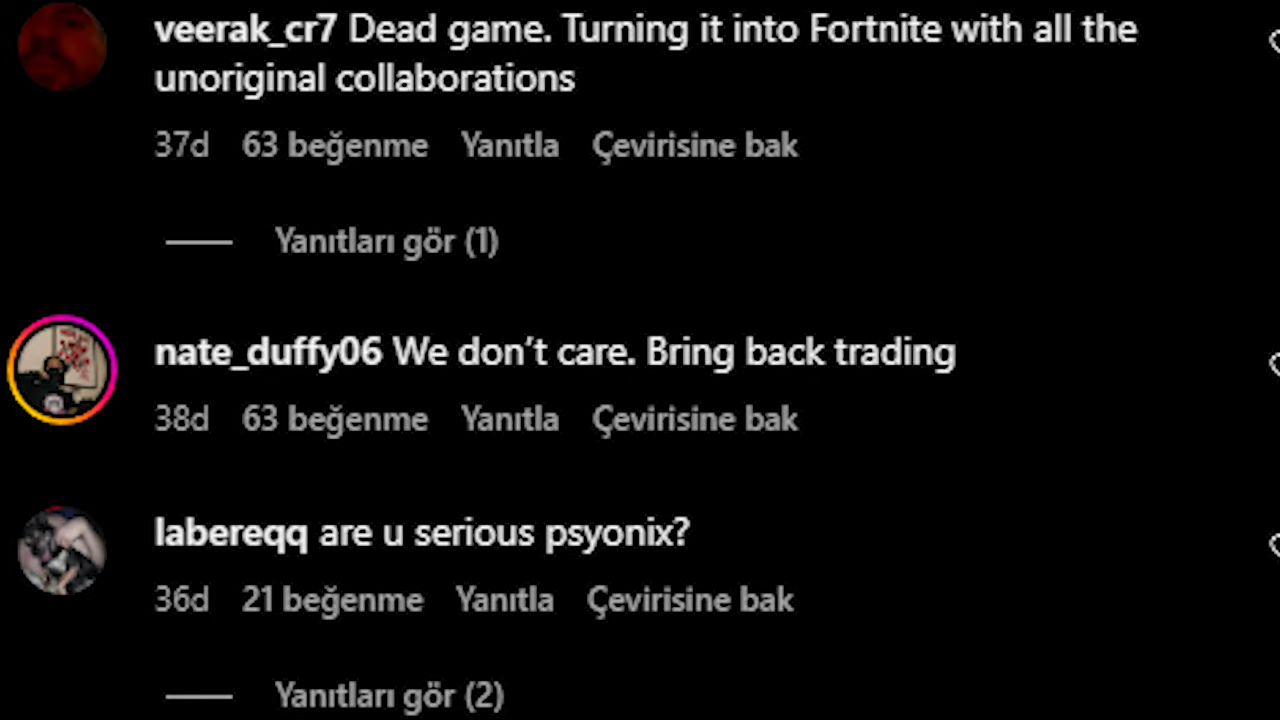 veerak_cr7 Dead game. Turning it into Fortnite with all the
unoriginal collaborations
37d 63 beğenme Yanıtla Çevirisine bak
Yanıtları gör (1)
nate_duffy06 We don’t care. Bring back trading
38d 63 beğenme Yanıtla Çevirisine bak
labereqq are u serious psyonix?
36d 21 beğenme Yanıtla Çevirisine bak
Yanıtları gör (2)